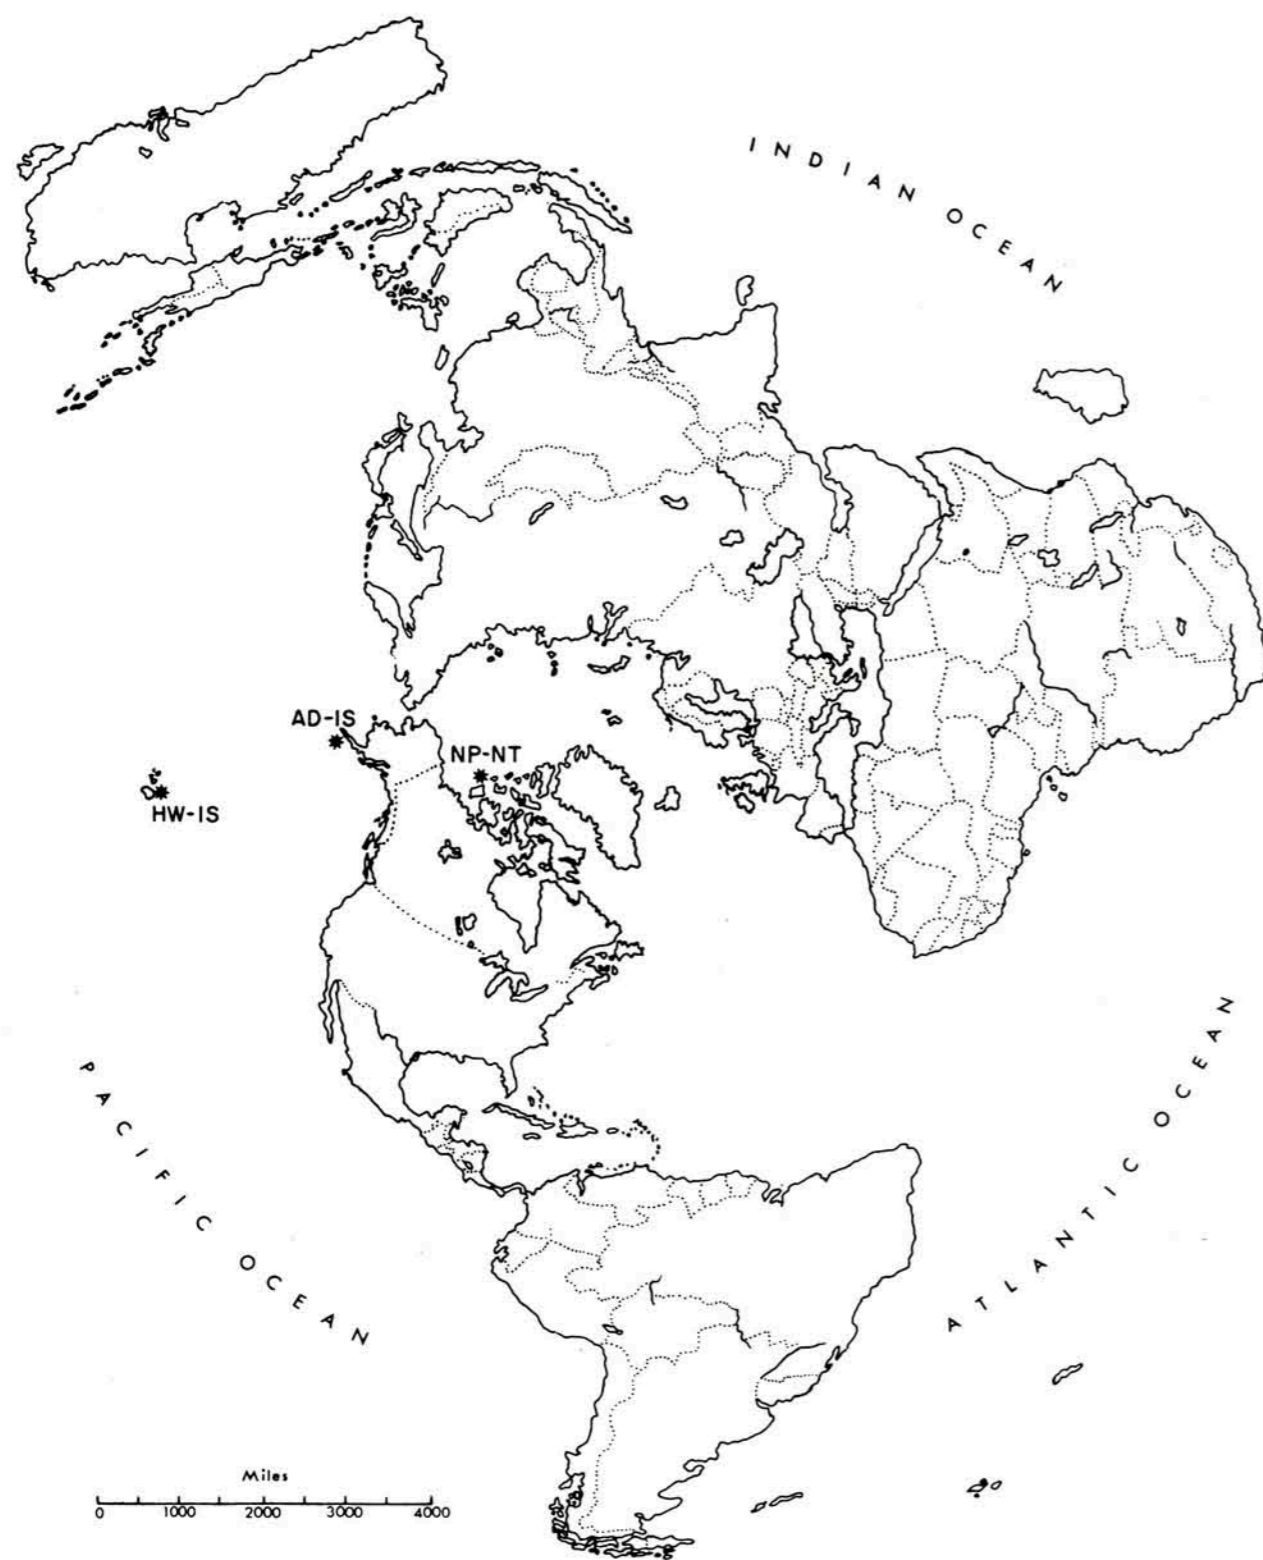 INDIAN OCEAN
AD-IS
NP-NT
HW-IS
PACIFIC OCEAN
ATLANTIC OCEAN
Miles
0 1000 2000 3000 4000